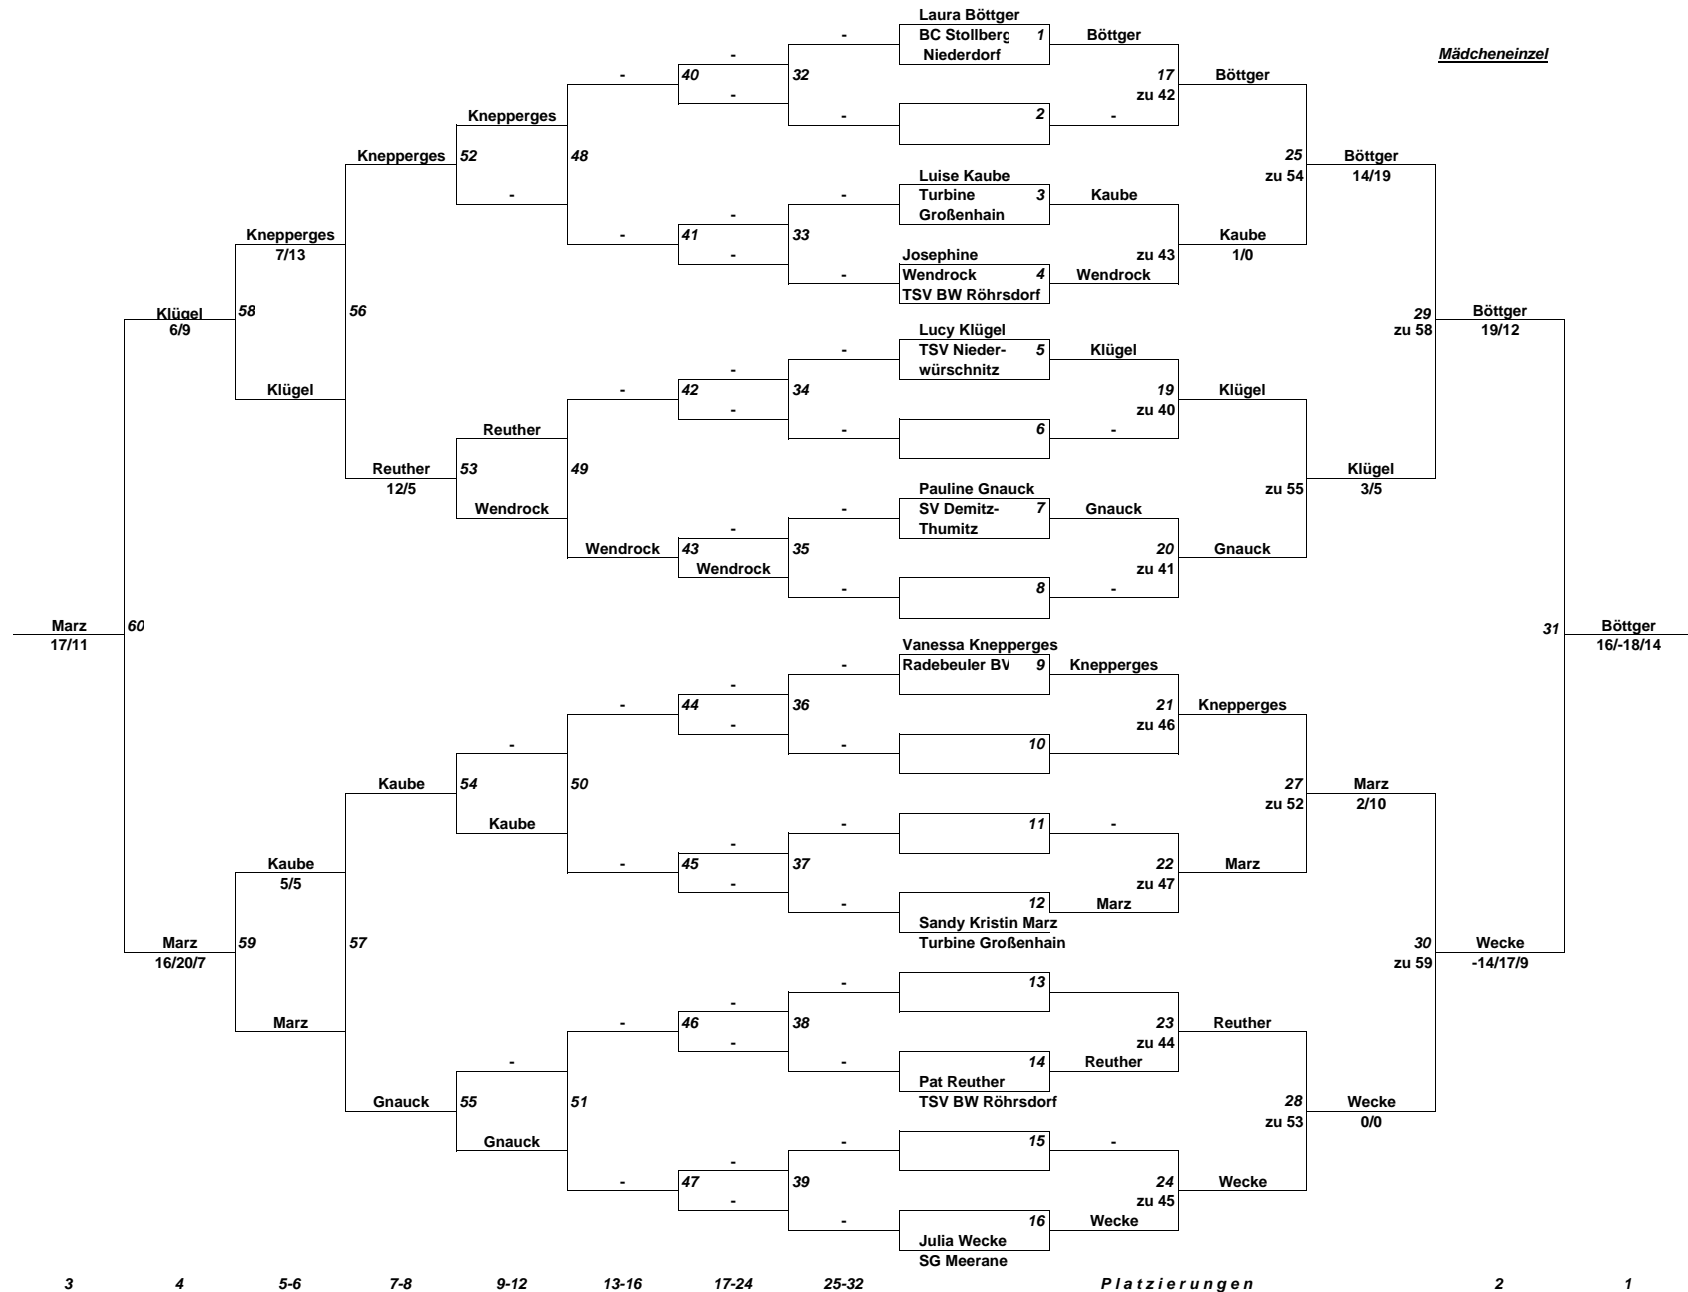 Mädcheneinzel
Laura Böttger
- BC Stollberg 1 Böttger
- Niederdorf
- 40 32 17 Böttger
- zu 42
Knepperges - 2 -
Knepperges 52 48 25 Böttger
Luise Kaube zu 54 14/19
- - Turbine 3 Kaube
- Großenhain
Knepperges - 41 33 Kaube
7/13 - Josephine zu 43 1/0
- Wendrock 4 Wendrock
TSV BW Röhrsdorf
Klügel 58 56 29 Böttger
6/9 Lucy Klügel zu 58 19/12
- TSV Nieder- 5 Klügel
- würschnitz
Klügel - 42 34 19 Klügel
- zu 40
Reuther - 6 -
Reuther 53 49 Klügel
12/5 Pauline Gnauck zu 55 3/5
Wendrock - SV Demitz- 7 Gnauck
- Thumitz
Wendrock 43 35 20 Gnauck
Wendrock zu 41
- 8 -
Marz 60 31 Böttger
17/11 16/-18/14
Vanessa Knepperges
- Radebeuler BV 9 Knepperges
-
- 44 36 21 Knepperges
- zu 46
- - 10
Kaube 54 50 27 Marz
zu 52 2/10
Kaube - 11 -
-
Kaube - 45 37 22 Marz
5/5 - zu 47
- 12 Marz
Sandy Kristin Marz
Marz 59 57 Turbine Großenhain 30 Wecke
16/20/7 zu 59 -14/17/9
- 13
-
Marz - 46 38 23 Reuther
- zu 44
- - 14 Reuther
Pat Reuther
Gnauck 55 51 TSV BW Röhrsdorf 28 Wecke
zu 53 0/0
Gnauck - 15 -
-
- 47 39 24 Wecke
- zu 45
- 16 Wecke
Julia Wecke
SG Meerane
3 4 5-6 7-8 9-12 13-16 17-24 25-32 Platzierungen 2 1